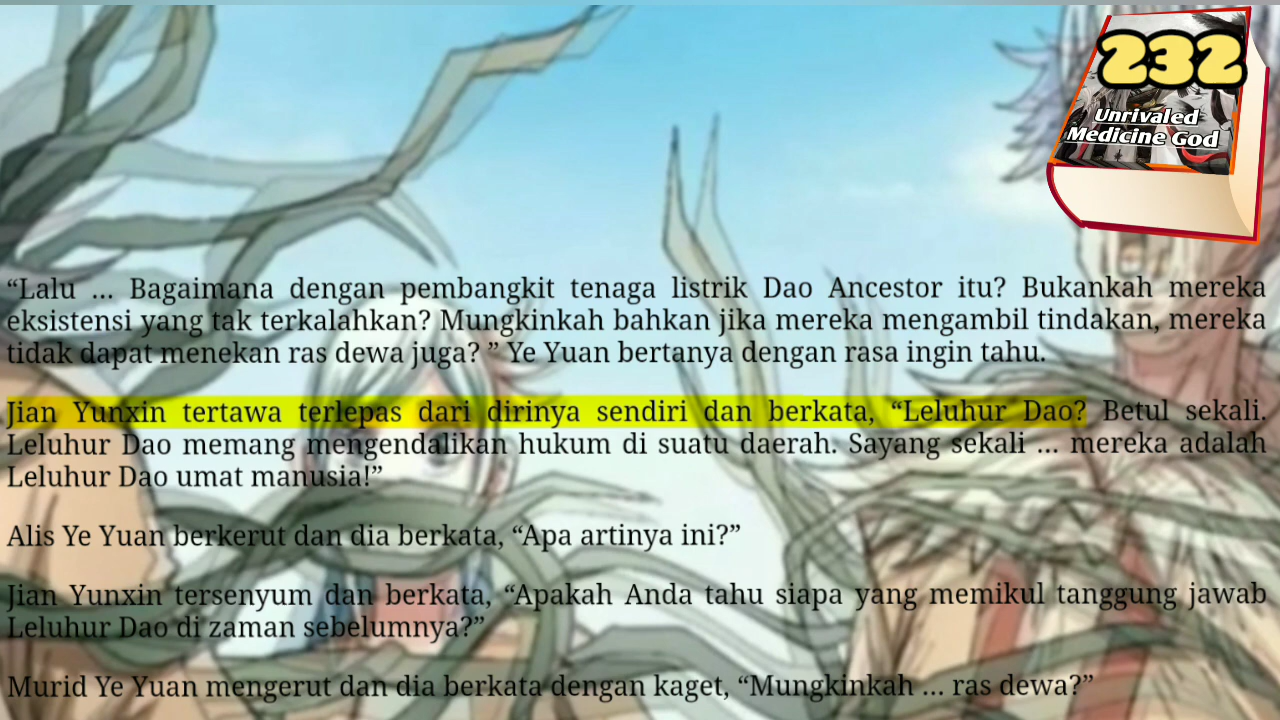 232
Unrivaled
Medicine God
“Lalu ... Bagaimana dengan pembangkit tenaga listrik Dao Ancestor itu? Bukankah mereka
eksistensi yang tak terkalahkan? Mungkinkah bahkan jika mereka mengambil tindakan, mereka
tidak dapat menekan ras dewa juga? ” Ye Yuan bertanya dengan rasa ingin tahu.
Jian Yunxin tertawa terlepas dari dirinya sendiri dan berkata, “Leluhur Dao? Betul sekali.
Leluhur Dao memang mengendalikan hukum di suatu daerah. Sayang sekali ... mereka adalah
Leluhur Dao umat manusia!”
Alis Ye Yuan berkerut dan dia berkata, “Apa artinya ini?”
Jian Yunxin tersenyum dan berkata, “Apakah Anda tahu siapa yang memikul tanggung jawab
Leluhur Dao di zaman sebelumnya?”
Murid Ye Yuan mengerut dan dia berkata dengan kaget, “Mungkinkah ... ras dewa?”